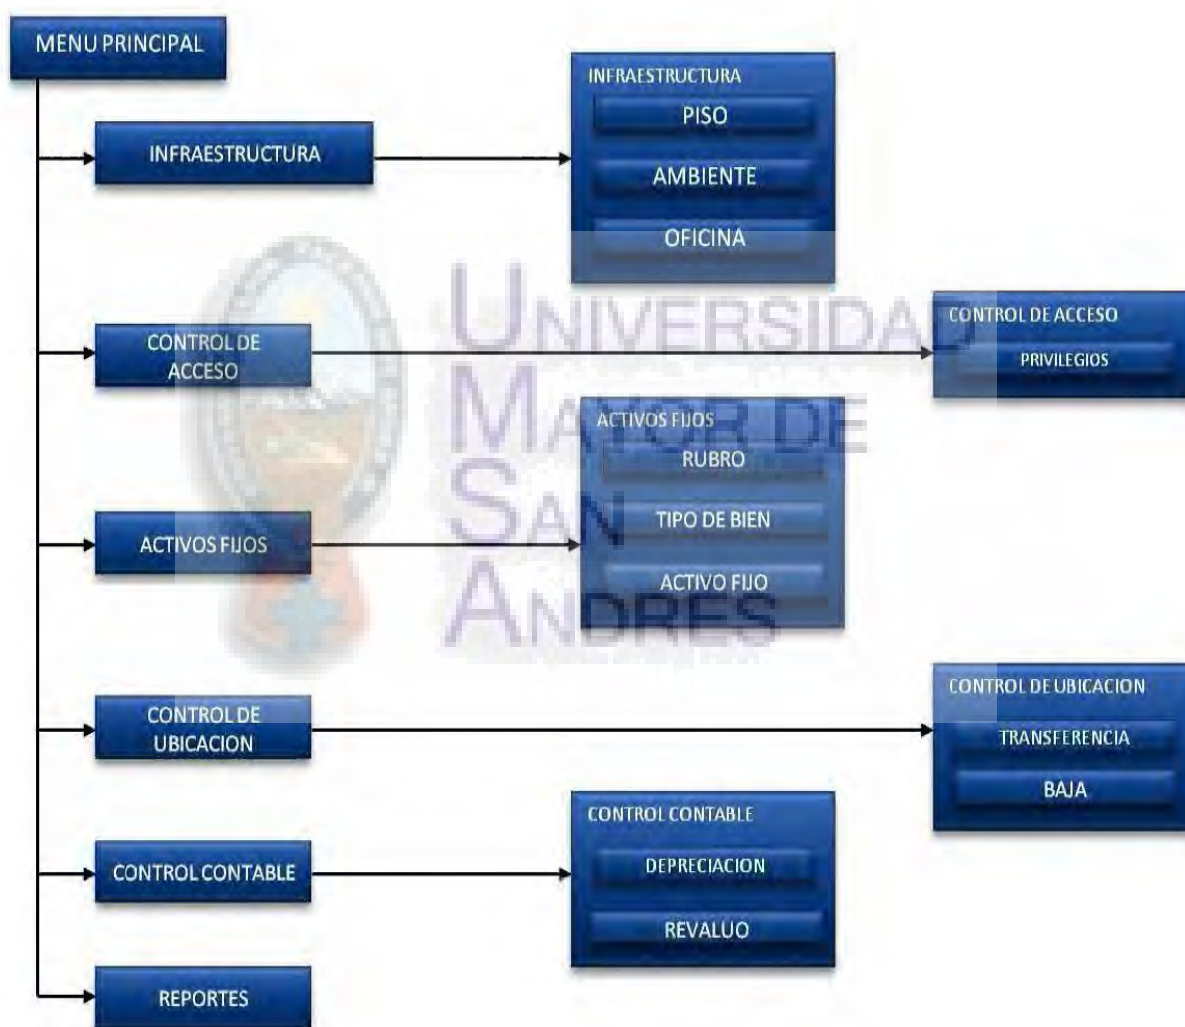 MENU PRINCIPAL
INFRAESTRUCTURA
INFRAESTRUCTURA
PISO
AMBIENTE
OFICINA
CONTROL DE
ACCESO
CONTROL DE ACCESO
PRIVILEGIOS
ACTIVOS FIJOS
ACTIVOS FIJOS
RUBRO
TIPO DE BIEN
ACTIVO FIJO
CONTROL DE
UBICACION
CONTROL DE UBICACION
TRANSFERENCIA
BAJA
CONTROL CONTABLE
CONTROL CONTABLE
DEPRECIACION
REVALUO
REPORTES
UNIVERSIDAD
MAYOR DE
SAN
ANDRES